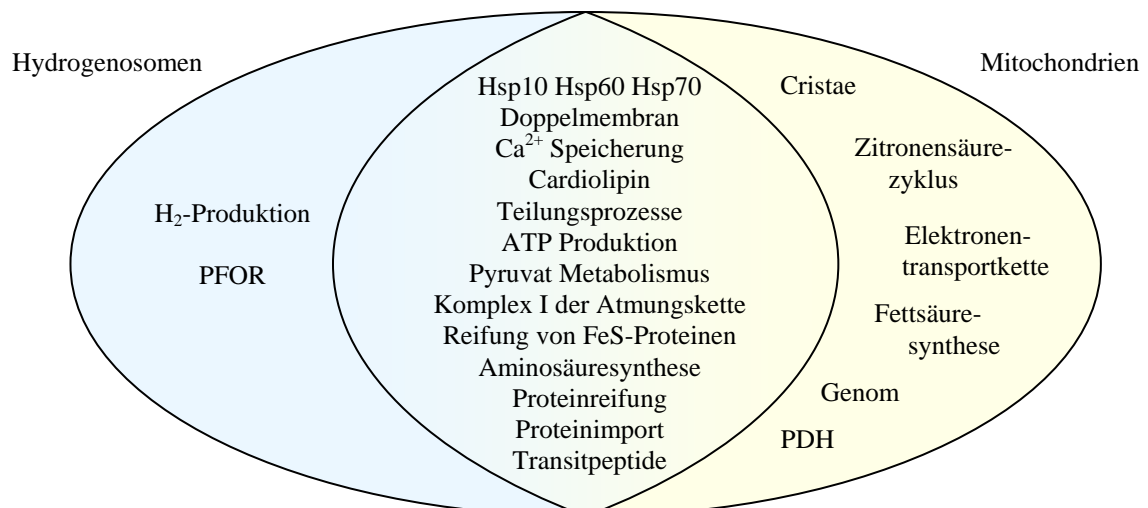 Hydrogenosomen
Mitochondrien
H₂-Produktion
PFOR
Hsp10 Hsp60 Hsp70
Doppelmembran
Ca²⁺ Speicherung
Cardiolipin
Teilungsprozesse
ATP Produktion
Pyruvat Metabolismus
Komplex I der Atmungskette
Reifung von FeS-Proteinen
Aminosäuresynthese
Proteinreifung
Proteinimport
Transitpeptide
Cristae
Zitronensäure-
zyklus
Elektronen-
transportkette
Fettsäure-
synthese
Genom
PDH